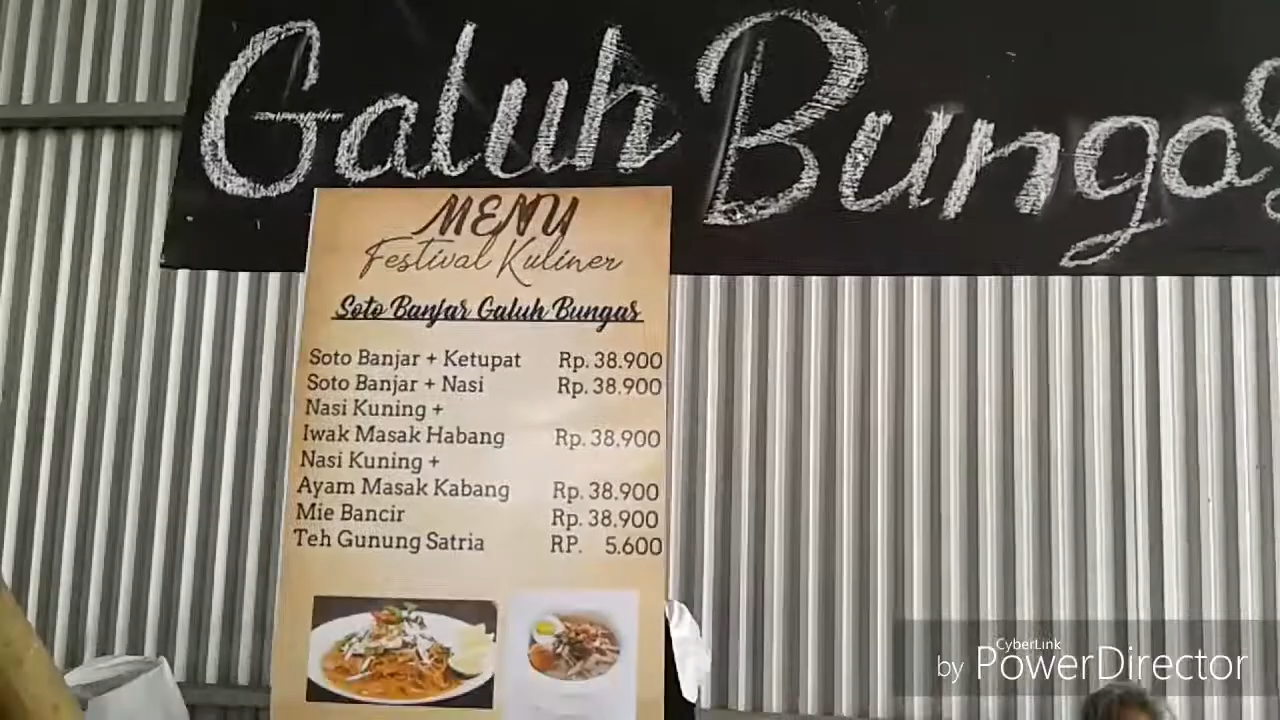 Galuh Bungas
MENU
Festival Kuliner
Soto Banjar Galuh Bungas
Soto Banjar + Ketupat Rp. 38.900
Soto Banjar + Nasi Rp. 38.900
Nasi Kuning +
Iwak Masak Habang Rp. 38.900
Nasi Kuning +
Ayam Masak Kabang Rp. 38.900
Mie Bancir Rp. 38.900
Teh Gunung Satria RP. 5.600
CyberLink
by PowerDirector